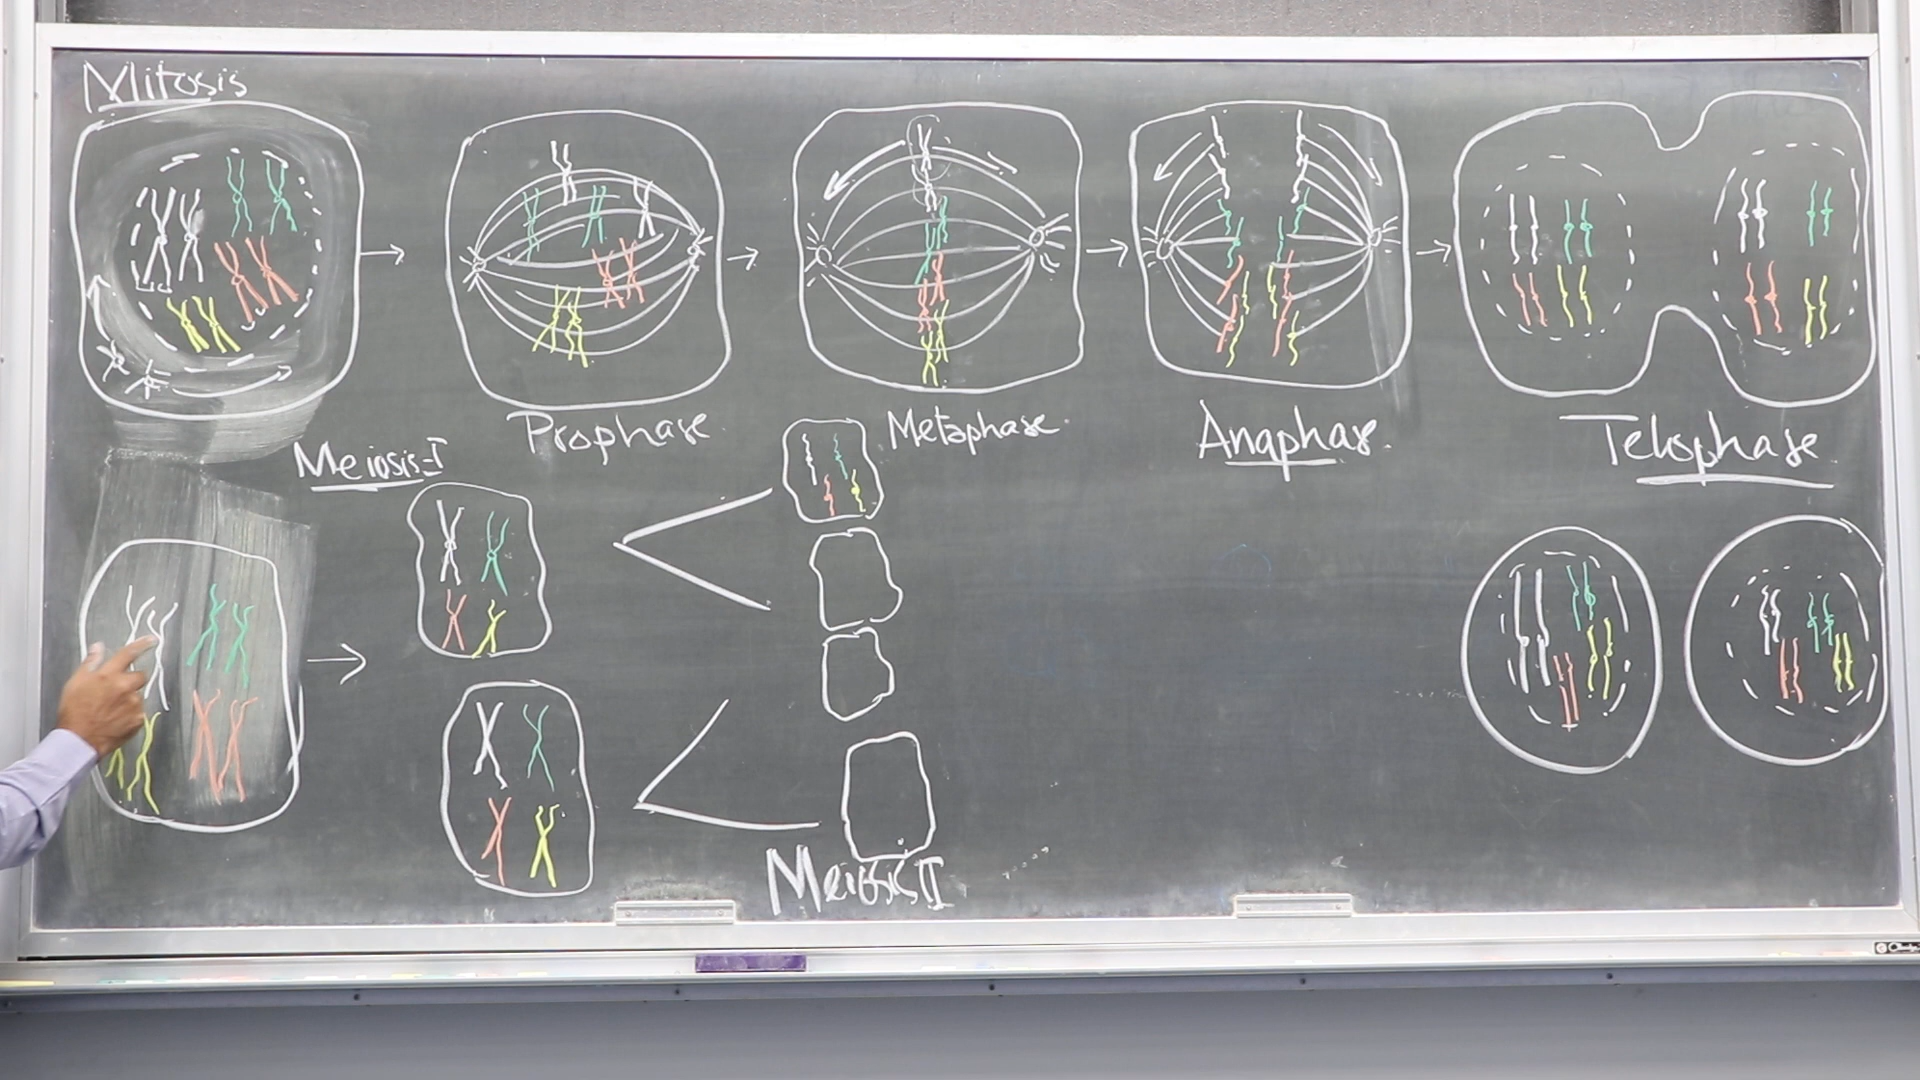 Mitosis
Prophase
Metaphase
Anaphase
Telophase
Meiosis-I
Meiosis II